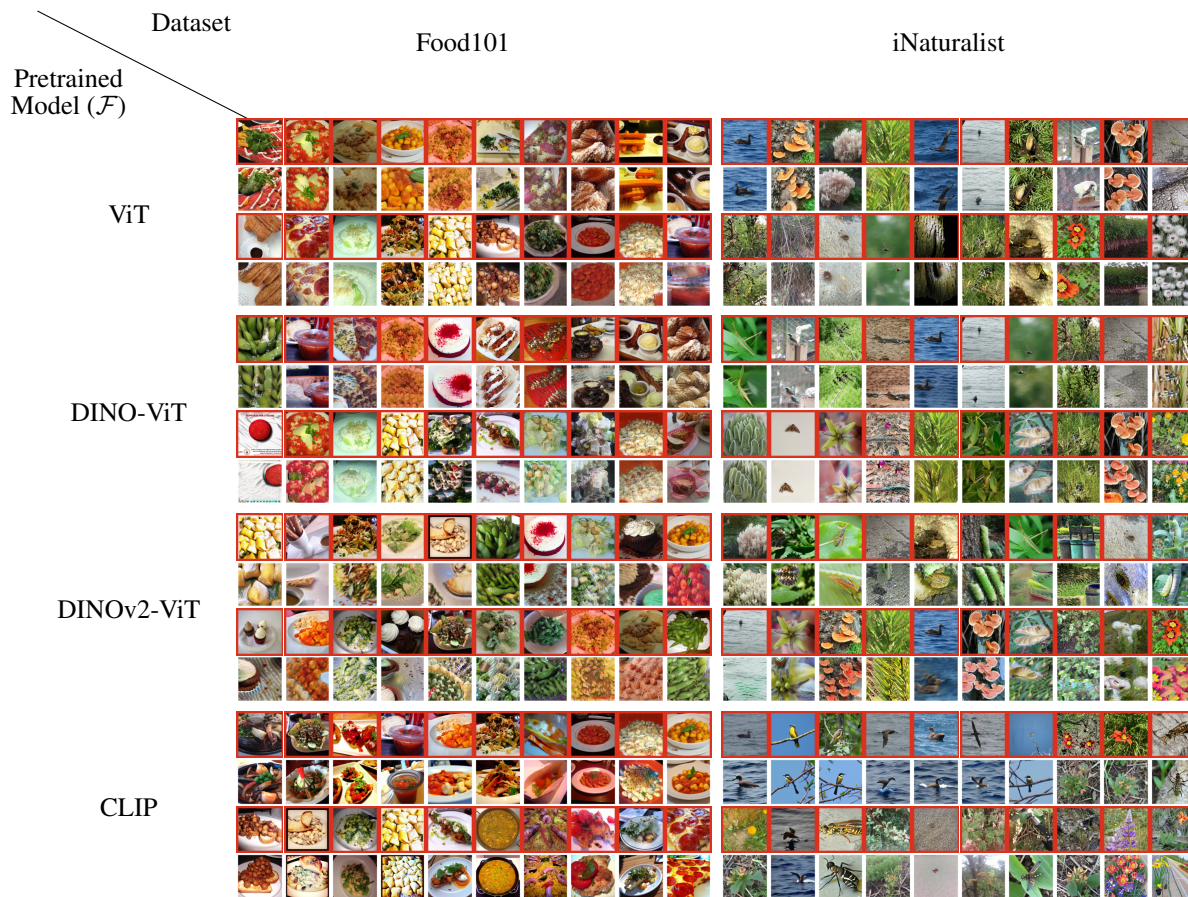 Dataset
Food101
iNaturalist
Pretrained
Model (ℱ)
ViT
DINO-ViT
DINOv2-ViT
CLIP